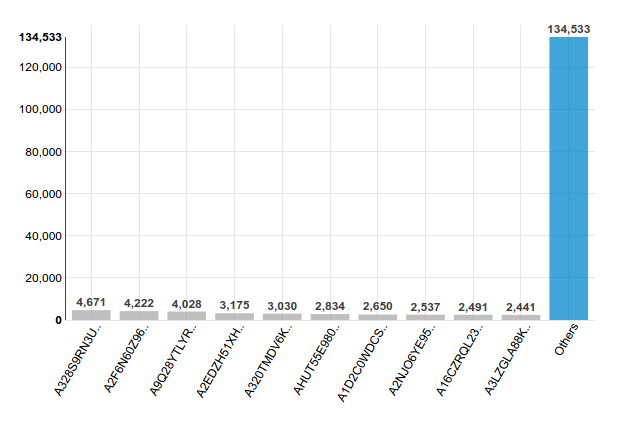 134,533
120,000
100,000
80,000
60,000
40,000
20,000
0
4,671
4,222
4,028
3,175
3,030
2,834
2,650
2,537
2,491
2,441
134,533
A328S9RN3U..
A2F6N60Z96..
A9Q28YTLYR..
A2EDZH51XH..
A320TMDV6K..
AHUT55E980..
A1D2C0WDCS..
A2NJO6YE95..
A16CZRQL23..
A3LZGLA88K..
Others